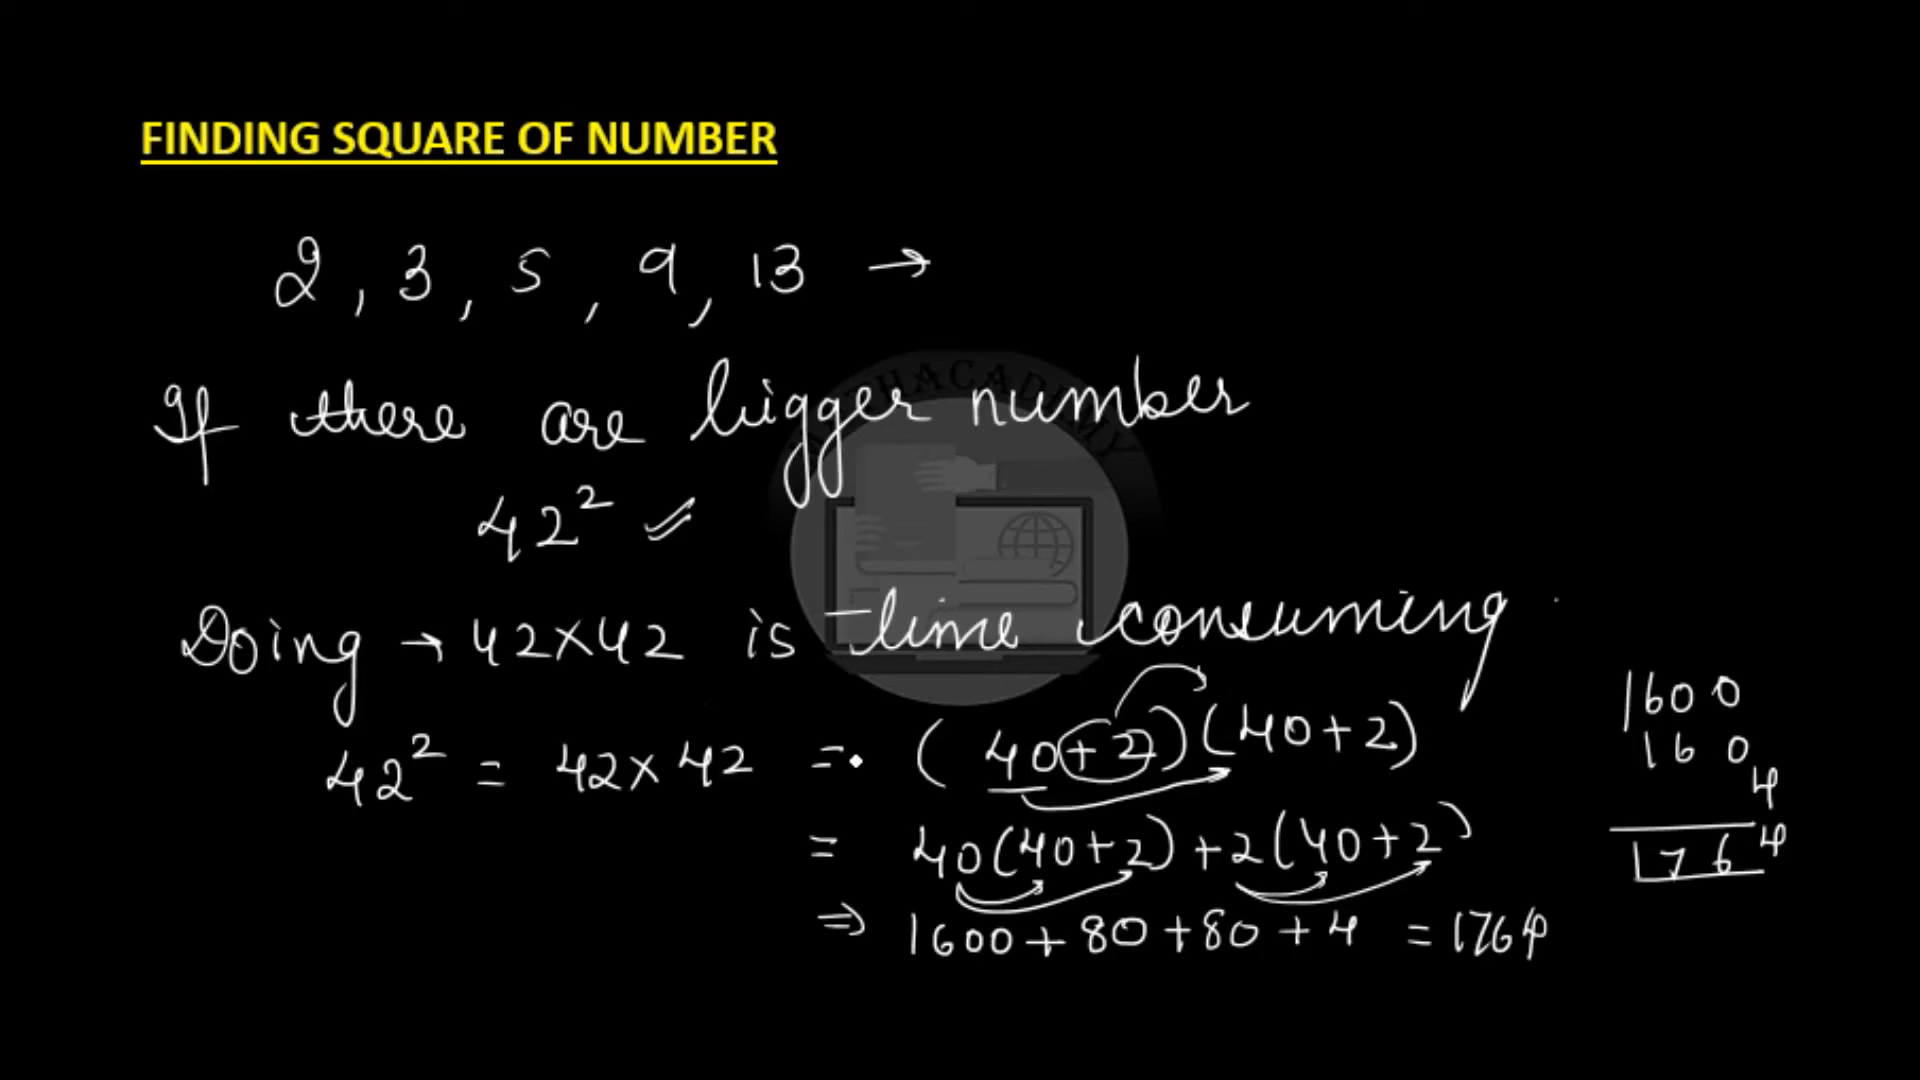 FINDING SQUARE OF NUMBER
2, 3, 5, 9, 13 →
If there are bigger number
42²
Doing → 42×42 is time consuming
42² = 42×42 = (40+2)(40+2)
= 40(40+2)+2(40+2)
⇒ 1600+80+80+4 = 1764
1600
160
4
1764